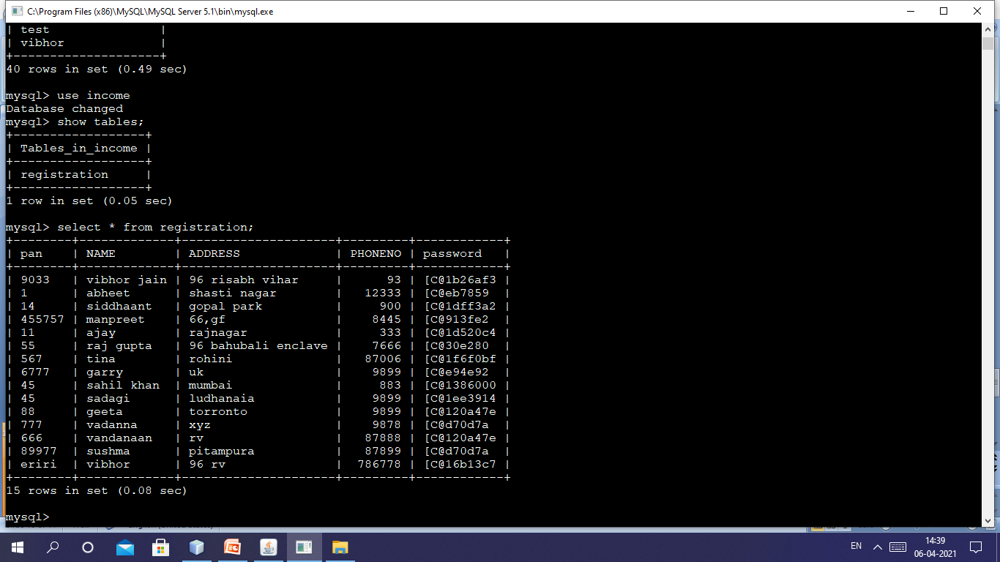 C:\Program Files (x86)\MySQL\MySQL Server 5.1\bin\mysql.exe
| test                |
| vibhor              |
+--------------------+
40 rows in set (0.49 sec)
mysql> use income
Database changed
mysql> show tables;
+------------------+
| Tables_in_income |
+------------------+
| registration     |
+------------------+
1 row in set (0.05 sec)
mysql> select * from registration;
+--------+-------------+---------------------+---------+------------+
| pan    | NAME        | ADDRESS             | PHONENO | password   |
+--------+-------------+---------------------+---------+------------+
| 9033   | vibhor jain | 96 risabh vihar     |      93 | [C@1b26af3 |
| 1      | abheet      | shasti nagar        |   12333 | [C@eb7859  |
| 14     | siddhaant   | gopal park          |     900 | [C@1dff3a2 |
| 455757 | manpreet    | 66,gf               |    8445 | [C@913fe2  |
| 11     | ajay        | rajnagar            |     333 | [C@1d520c4 |
| 55     | raj gupta   | 96 bahubali enclave |    7666 | [C@30e280  |
| 567    | tina        | rohini              |   87006 | [C@1f6f0bf |
| 6777   | garry       | uk                  |    9899 | [C@e94e92  |
| 45     | sahil khan  | mumbai              |     883 | [C@1386000 |
| 45     | sadagi      | ludhanaia           |    9899 | [C@1ee3914 |
| 88     | geeta       | torronto            |    9899 | [C@120a47e |
| 777    | vadanna     | xyz                 |    9878 | [C@d70d7a  |
| 666    | vandanaan   | rv                  |   87888 | [C@120a47e |
| 89977  | sushma      | pitampura           |   87899 | [C@d70d7a  |
| eriri  | vibhor      | 96 rv               |  786778 | [C@16b13c7 |
+--------+-------------+---------------------+---------+------------+
15 rows in set (0.08 sec)
mysql>
EN
14:39
06-04-2021